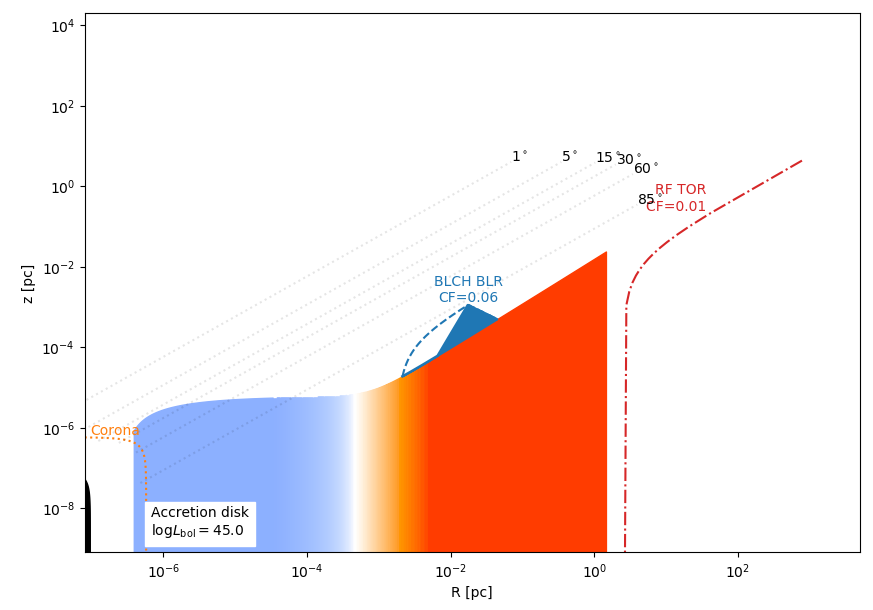 10⁴
10²
10⁰
10⁻²
10⁻⁴
10⁻⁶
10⁻⁸
z [pc]
1° 5° 15° 30°
60°
85°
RF TOR
CF=0.01
BLCH BLR
CF=0.06
Corona
Accretion disk
logL_bol = 45.0
10⁻⁶ 10⁻⁴ 10⁻² 10⁰ 10²
R [pc]